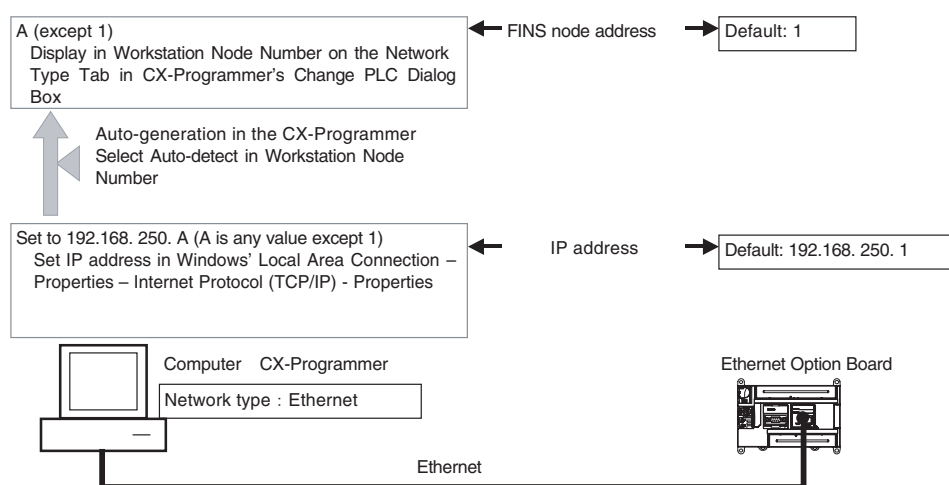 A (except 1)
Display in Workstation Node Number on the Network
Type Tab in CX-Programmer's Change PLC Dialog
Box
FINS node address
Default: 1
Auto-generation in the CX-Programmer
Select Auto-detect in Workstation Node
Number
Set to 192.168. 250. A (A is any value except 1)
Set IP address in Windows' Local Area Connection –
Properties – Internet Protocol (TCP/IP) - Properties
IP address
Default: 192.168. 250. 1
Computer CX-Programmer
Network type : Ethernet
Ethernet Option Board
Ethernet